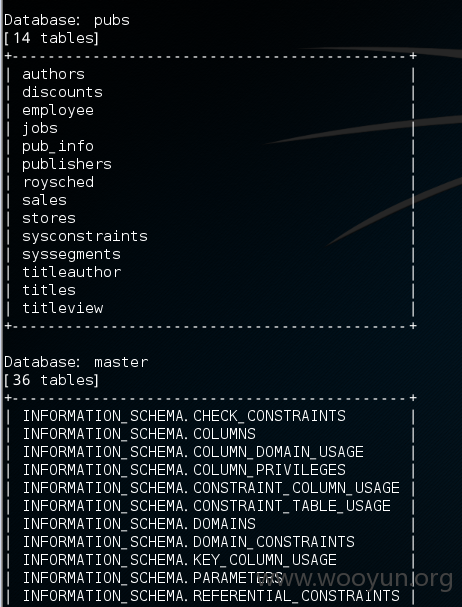 Database: pubs
[14 tables]
+--------------------------------------------+
| authors |
| discounts |
| employee |
| jobs |
| pub_info |
| publishers |
| roysched |
| sales |
| stores |
| sysconstraints |
| syssegments |
| titleauthor |
| titles |
| titleview |
+--------------------------------------------+
Database: master
[36 tables]
+--------------------------------------------+
| INFORMATION_SCHEMA.CHECK_CONSTRAINTS |
| INFORMATION_SCHEMA.COLUMNS |
| INFORMATION_SCHEMA.COLUMN_DOMAIN_USAGE |
| INFORMATION_SCHEMA.COLUMN_PRIVILEGES |
| INFORMATION_SCHEMA.CONSTRAINT_COLUMN_USAGE |
| INFORMATION_SCHEMA.CONSTRAINT_TABLE_USAGE |
| INFORMATION_SCHEMA.DOMAINS |
| INFORMATION_SCHEMA.DOMAIN_CONSTRAINTS |
| INFORMATION_SCHEMA.KEY_COLUMN_USAGE |
| INFORMATION_SCHEMA.PARAMETERS |
| INFORMATION_SCHEMA.REFERENTIAL_CONSTRAINTS |
www.wooyun.org